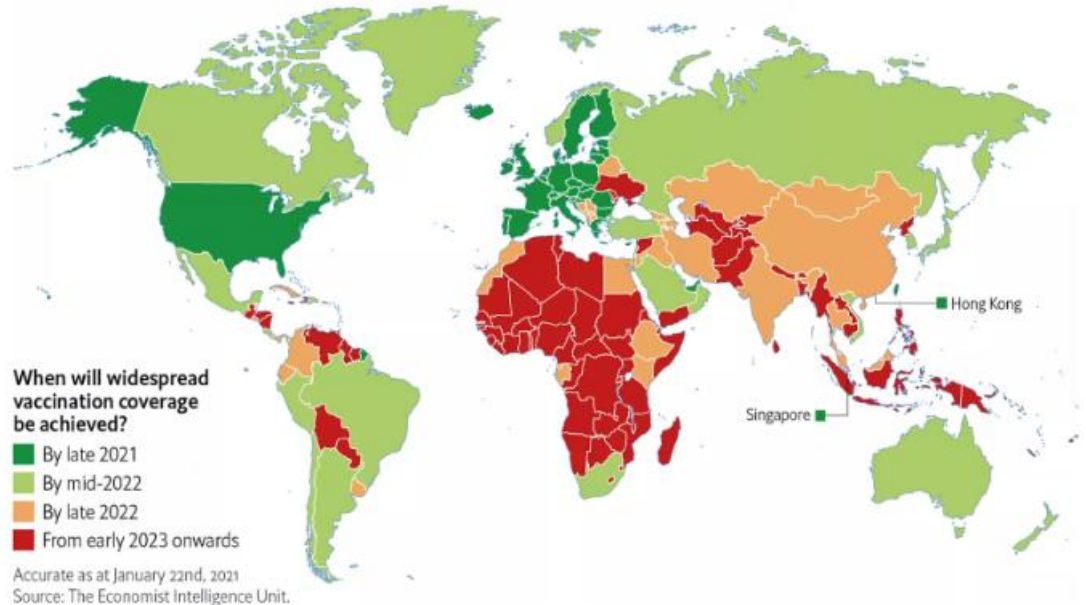 Hong Kong
Singapore
When will widespread
vaccination coverage
be achieved?
By late 2021
By mid-2022
By late 2022
From early 2023 onwards
Accurate as at January 22nd, 2021
Source: The Economist Intelligence Unit.